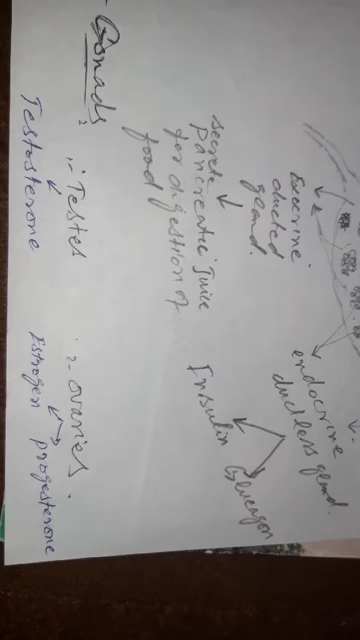 Exocrine
ducted
gland.
endocrine
ductless gland.
secrete
Pancreatic Juice
for digestion of
food
Insulin
Glucagon
- Gonads
1:- Testes
Testosterone
2- ovaries.
Estrogen
progesterone